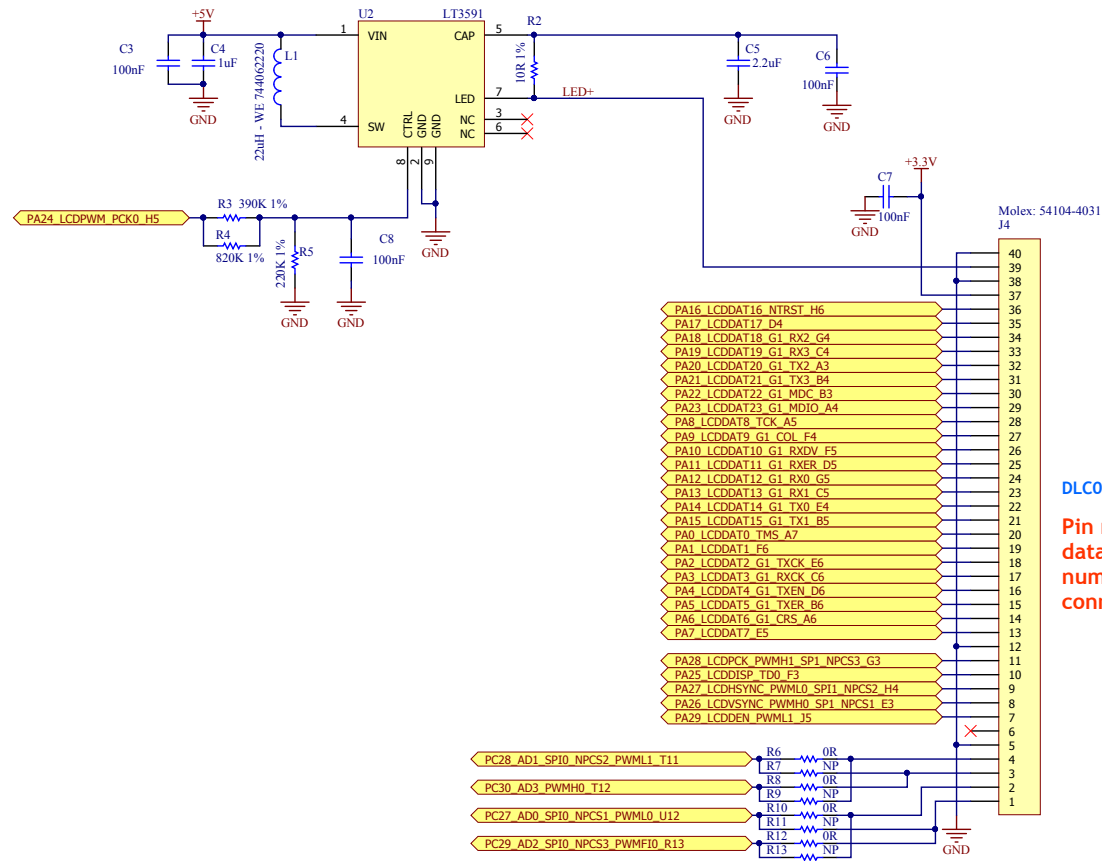 +5V
U2 LT3591
1 VIN CAP 5
C3
100nF
C4
1uF
L1
22uH - WE 744062220
GND
R2
10R 1%
LED 7 LED+
4 SW
NC 3
NC 6
CTRL
GND
GND
8
2
9
C5
2.2uF
GND
C6
100nF
GND
+3.3V
C7
100nF
GND
PA24_LCDPWM_PCK0_H5
R3 390K 1%
R4
820K 1%
R5
220K 1%
C8
100nF
GND
GND
GND
Molex: 54104-4031
J4
40
39
38
37
PA16_LCDDAT16_NTRST_H6 36
PA17_LCDDAT17_D4 35
PA18_LCDDAT18_G1_RX2_G4 34
PA19_LCDDAT19_G1_RX3_C4 33
PA20_LCDDAT20_G1_TX2_A3 32
PA21_LCDDAT21_G1_TX3_B4 31
PA22_LCDDAT22_G1_MDC_B3 30
PA23_LCDDAT23_G1_MDIO_A4 29
PA8_LCDDAT8_TCK_A5 28
PA9_LCDDAT9_G1_COL_F4 27
PA10_LCDDAT10_G1_RXDV_F5 26
PA11_LCDDAT11_G1_RXER_D5 25
PA12_LCDDAT12_G1_RX0_G5 24
PA13_LCDDAT13_G1_RX1_C5 23
PA14_LCDDAT14_G1_TX0_E4 22
PA15_LCDDAT15_G1_TX1_B5 21
PA0_LCDDAT0_TMS_A7 20
PA1_LCDDAT1_F6 19
PA2_LCDDAT2_G1_TXCK_E6 18
PA3_LCDDAT3_G1_RXCK_C6 17
PA4_LCDDAT4_G1_TXEN_D6 16
PA5_LCDDAT5_G1_TXER_B6 15
PA6_LCDDAT6_G1_CRS_A6 14
PA7_LCDDAT7_E5 13
12
PA28_LCDPCK_PWMH1_SP1_NPCS3_G3 11
PA25_LCDDISP_TD0_F3 10
PA27_LCDHSYNC_PWML0_SPI1_NPCS2_H4 9
PA26_LCDVSYNC_PWMH0_SP1_NPCS1_E3 8
PA29_LCDDEN_PWML1_J5 7
6
5
4
3
2
1
DLC0
Pin
data
num
conn
PC28_AD1_SPI0_NPCS2_PWML1_T11
R6 0R
R7 NP
PC30_AD3_PWMH0_T12
R8 0R
R9 NP
PC27_AD0_SPI0_NPCS1_PWML0_U12
R10 0R
R11 NP
PC29_AD2_SPI0_NPCS3_PWMFI0_R13
R12 0R
R13 NP
GND